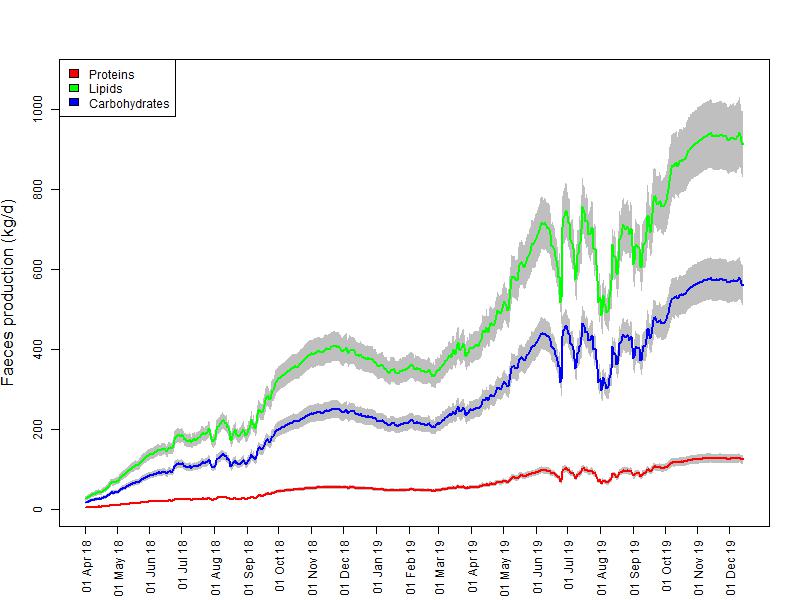 Proteins
Lipids
Carbohydrates
Faeces production (kg/d)
1000
800
600
400
200
0
01 Apr 18
01 May 18
01 Jun 18
01 Jul 18
01 Aug 18
01 Sep 18
01 Oct 18
01 Nov 18
01 Dec 18
01 Jan 19
01 Feb 19
01 Mar 19
01 Apr 19
01 May 19
01 Jun 19
01 Jul 19
01 Aug 19
01 Sep 19
01 Oct 19
01 Nov 19
01 Dec 19